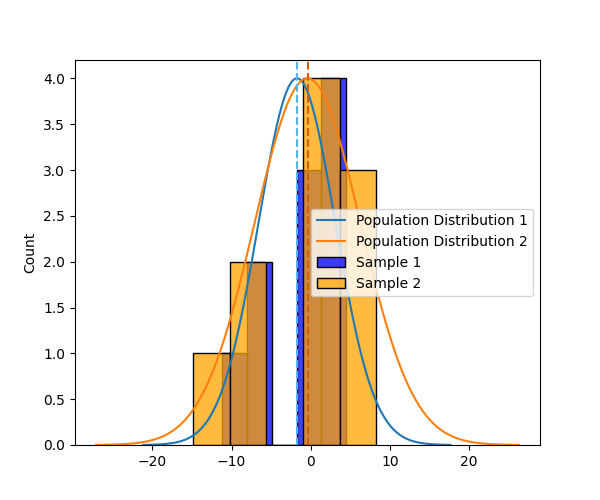 4.0
3.5
3.0
2.5
2.0
1.5
1.0
0.5
0.0
Count
Population Distribution 1
Population Distribution 2
Sample 1
Sample 2
−20 −10 0 10 20